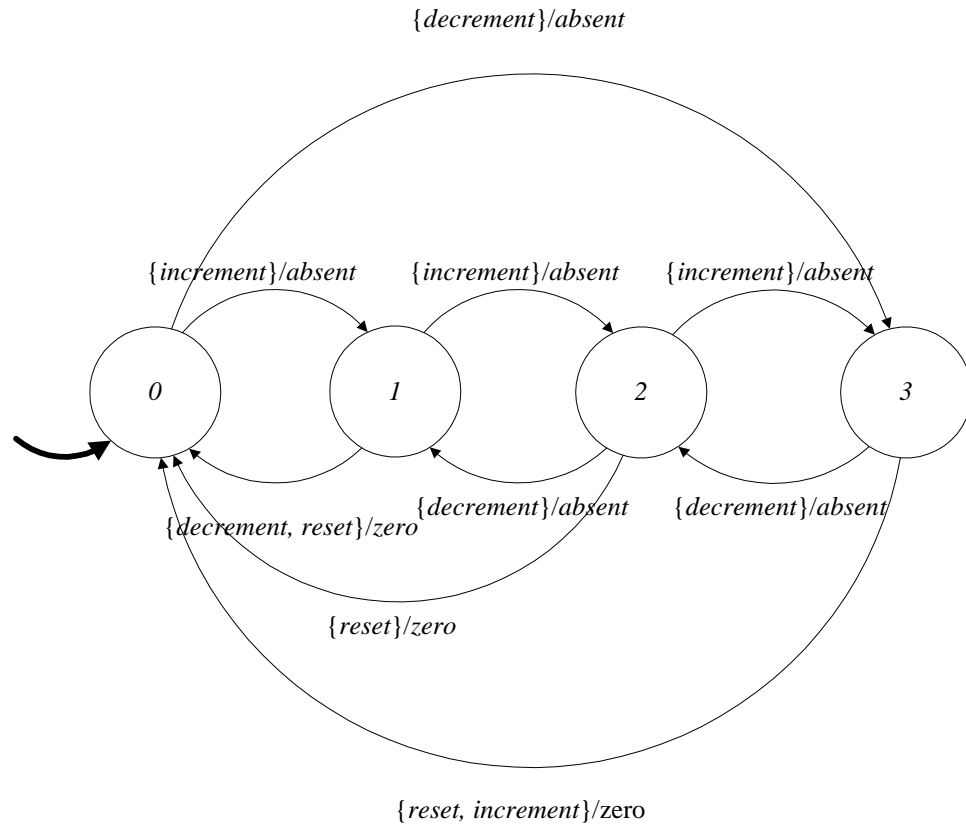 {decrement}/absent
{increment}/absent
{increment}/absent
{increment}/absent
0
1
2
3
{decrement, reset}/zero
{decrement}/absent
{decrement}/absent
{reset}/zero
{reset, increment}/zero